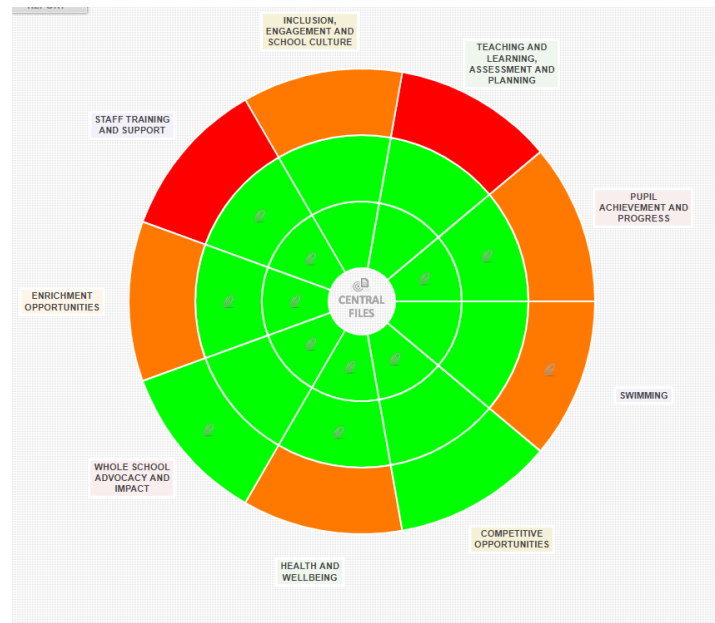 REPORT
INCLUSION,
ENGAGEMENT AND
SCHOOL CULTURE
TEACHING AND
LEARNING,
ASSESSMENT AND
PLANNING
STAFF TRAINING
AND SUPPORT
PUPIL
ACHIEVEMENT AND
PROGRESS
ENRICHMENT
OPPORTUNITIES
CENTRAL
FILES
SWIMMING
WHOLE SCHOOL
ADVOCACY AND
IMPACT
COMPETITIVE
OPPORTUNITIES
HEALTH AND
WELLBEING